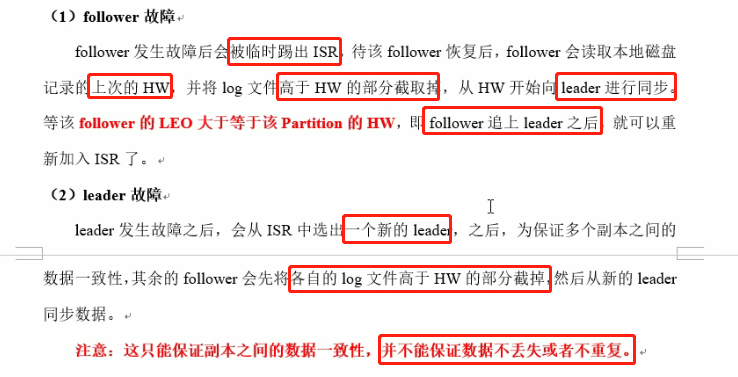 （1）follower 故障
follower 发生故障后会被临时踢出 ISR，待该 follower 恢复后，follower 会读取本地磁盘
记录的上次的 HW，并将 log 文件高于 HW 的部分截取掉，从 HW 开始向 leader 进行同步。
等该 follower 的 LEO 大于等于该 Partition 的 HW，即 follower 追上 leader 之后，就可以重
新加入 ISR 了。
（2）leader 故障
leader 发生故障之后，会从 ISR 中选出一个新的 leader，之后，为保证多个副本之间的
数据一致性，其余的 follower 会先将各自的 log 文件高于 HW 的部分截掉，然后从新的 leader
同步数据。
注意：这只能保证副本之间的数据一致性，并不能保证数据不丢失或者不重复。